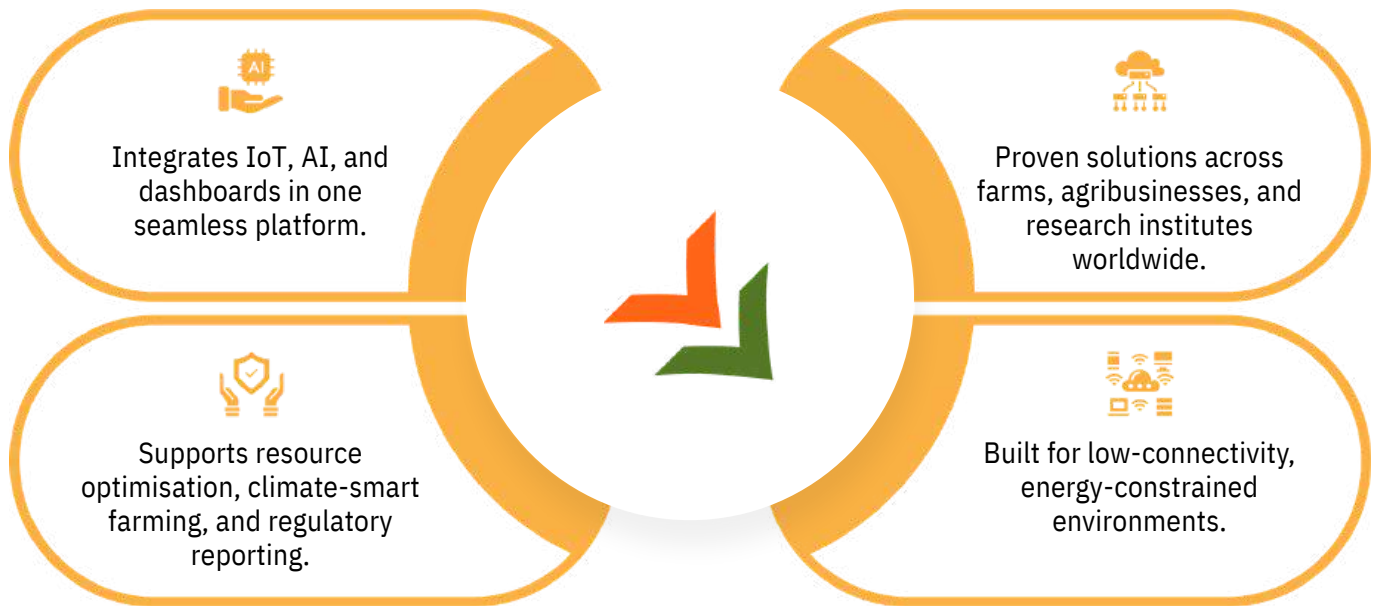 AI
Integrates IoT, AI, and
dashboards in one
seamless platform.
Proven solutions across
farms, agribusinesses, and
research institutes
worldwide.
Supports resource
optimisation, climate-smart
farming, and regulatory
reporting.
Built for low-connectivity,
energy-constrained
environments.